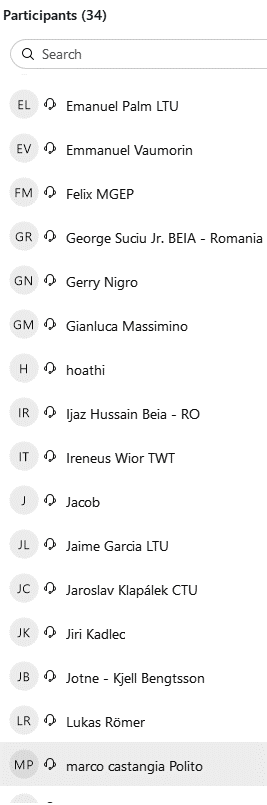 Participants (34)
Search
EL Emanuel Palm LTU
EV Emmanuel Vaumorin
FM Felix MGEP
GR George Suciu Jr. BEIA - Romania
GN Gerry Nigro
GM Gianluca Massimino
H hoathi
IR Ijaz Hussain Beia - RO
IT Ireneus Wior TWT
J Jacob
JL Jaime Garcia LTU
JC Jaroslav Klapálek CTU
JK Jiri Kadlec
JB Jotne - Kjell Bengtsson
LR Lukas Römer
MP marco castangia Polito